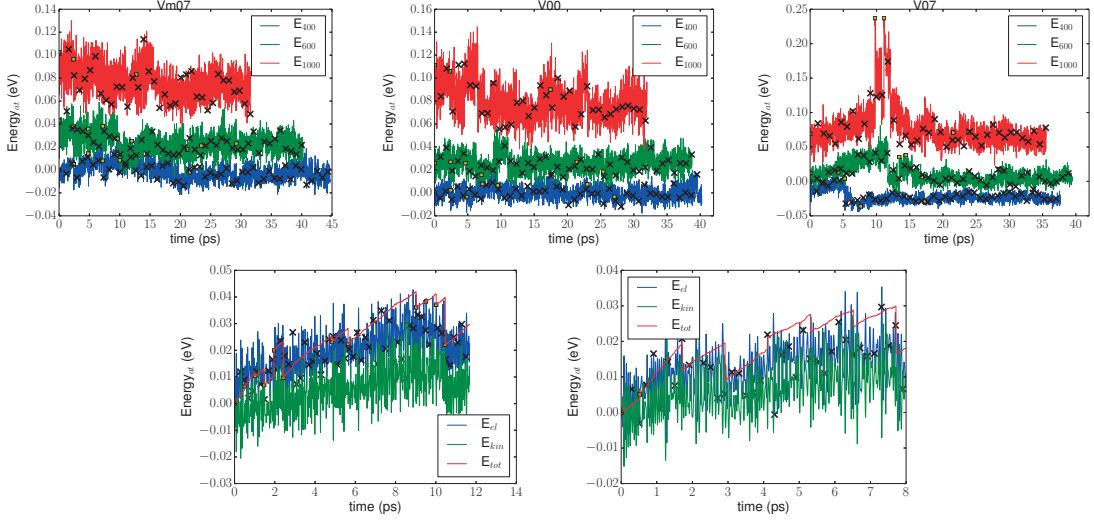 Vm07
E400
E600
E1000
0.14
0.12
0.10
0.08
0.06
0.04
0.02
0.00
−0.02
−0.04
Energyat (eV)
0 5 10 15 20 25 30 35 40 45
time (ps)
V00
E400
E600
E1000
0.14
0.12
0.10
0.08
0.06
0.04
0.02
0.00
−0.02
0 5 10 15 20 25 30 35 40
time (ps)
V07
E400
E600
E1000
0.25
0.20
0.15
0.10
0.05
0.00
−0.05
Energyat (eV)
0 5 10 15 20 25 30 35 40
time (ps)
0.05
0.04
0.03
0.02
0.01
0.00
−0.01
−0.02
−0.03
Energyat (eV)
Eel
Ekin
Etot
0 2 4 6 8 10 12 14
time (ps)
0.04
0.03
0.02
0.01
0.00
−0.01
−0.02
Energyat (eV)
Eel
Ekin
Etot
0 1 2 3 4 5 6 7 8
time (ps)